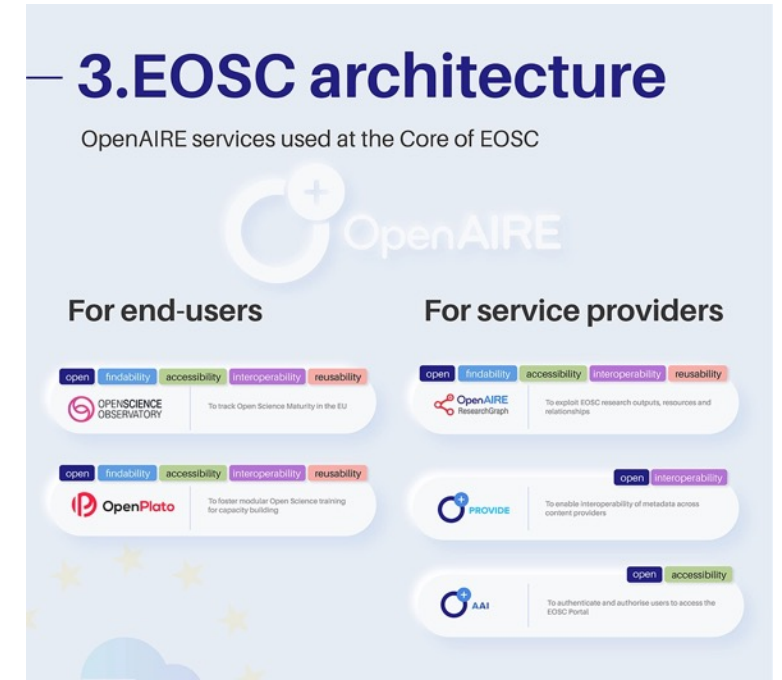 3.EOSC architecture
OpenAIRE services used at the Core of EOSC
OpenAIRE
For end-users
open findability accessibility interoperability reusability
OPENSCIENCE
OBSERVATORY
To track Open Science Maturity in the EU
open findability accessibility interoperability reusability
OpenPlato
To foster modular Open Science training
for capacity building
For service providers
open findability accessibility interoperability reusability
OpenAIRE
ResearchGraph
To exploit EOSC research outputs, resources and
relationships
open interoperability
PROVIDE
To enable interoperability of metadata across
content providers
open accessibility
AAI
To authenticate and authorise users to access the
EOSC Portal